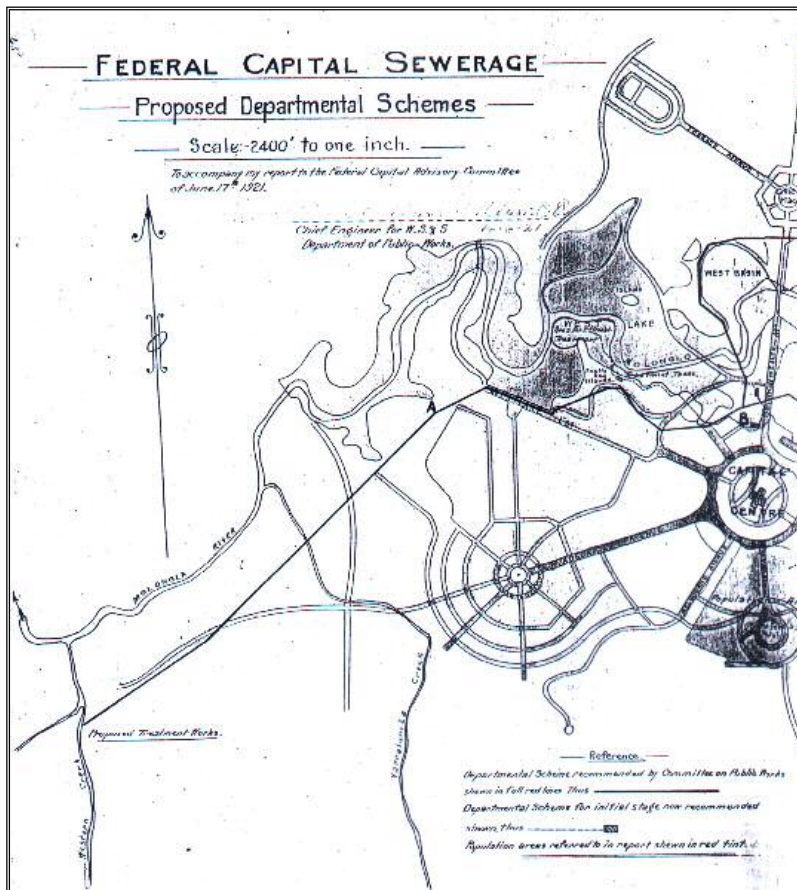 FEDERAL CAPITAL SEWERAGE
Proposed Departmental Schemes
Scale:-2400' to one inch.
To accompany my report to the Federal Capital Advisory Committee
of June 17th 1921.
Chief Engineer for W.S. & S
Department of Public Works.
WEST BASIN
LAKE
MOLONGLO
A
B
CAPITAL
CENTRE
MOLONGLO RIVER
Population
Proposed Treatment Works.
Western Creek
Yarralumla Creek
Reference
Departmental Scheme recommended by Committee on Public Works
shown in full red lines thus
Departmental Scheme for initial stage now recommended
shown thus
Population areas referred to in report shown in red tint.